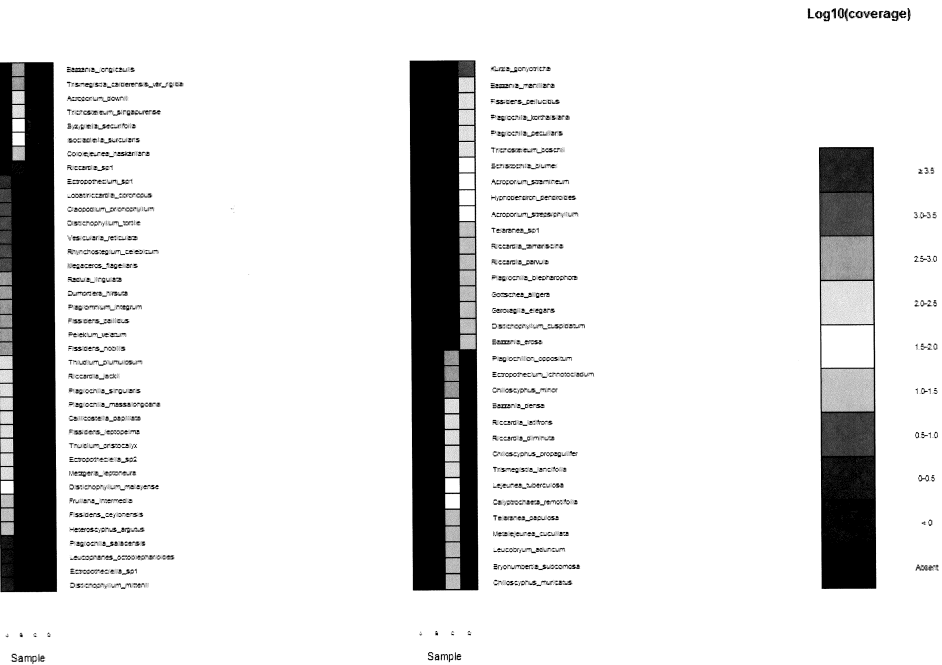 Log10(coverage)
Bazzania_longicaulis
Trismegistia_calderensis_var_rigida
Acroporium_downii
Trichosteleum_singapurense
Syzygiella_securifolia
Isocladiella_surcularis
Cololejeunea_haskarliana
Riccardia_sp1
Ectropothecium_sp1
Lobatiriccardia_coronopus
Claopodium_prionophyllum
Distichophyllum_tortile
Vesicularia_reticulata
Rhynchostegium_celebicum
Megaceros_flagellaris
Radula_lingulata
Dumortiera_hirsuta
Plagiomnium_integrum
Fissidens_zollicus
Pelekium_velatum
Fissidens_nobilis
Thuidium_plumulosum
Riccardia_jackii
Plagiochila_singularis
Plagiochila_massalongoana
Callicostella_papillata
Fissidens_leptopelma
Thuidium_pristocalyx
Ectropotheciella_sp2
Metzgeria_leptoneura
Distichophyllum_malayense
Frullania_intermedia
Fissidens_ceylonensis
Heteroscyphus_argutus
Plagiochila_salacensis
Leucophanes_octoblepharioides
Ectropotheciella_sp1
Distichophyllum_mittenii
A B C D
Sample
Kurzia_gonyotricha
Bazzania_manillana
Fissidens_pellucidus
Plagiochila_korthalsiana
Plagiochila_peculiaris
Trichosteleum_boschii
Schistochila_blumei
Acroporium_stramineum
Hypnodendron_dendroides
Acroporium_strepsiphyllum
Telaranea_sp1
Riccardia_tamariscina
Riccardia_parvula
Plagiochila_blepharophora
Gottschea_aligera
Garovaglia_elegans
Distichophyllum_cuspidatum
Bazzania_erosa
Plagiochilion_oppositum
Ectropothecium_ichnotocladum
Chiloscyphus_minor
Bazzania_densa
Riccardia_latifrons
Riccardia_diminuta
Chiloscyphus_propagulifer
Trismegistia_lancifolia
Lejeunea_tuberculosa
Calyptrochaeta_remotifolia
Telaranea_papulosa
Metalejeunea_cucullata
Leucobryum_aduncum
Bryohumbertia_subcomosa
Chiloscyphus_muricatus
A B C D
Sample
≥ 3.5
3.0-3.5
2.5-3.0
2.0-2.5
1.5-2.0
1.0-1.5
0.5-1.0
0-0.5
< 0
Absent